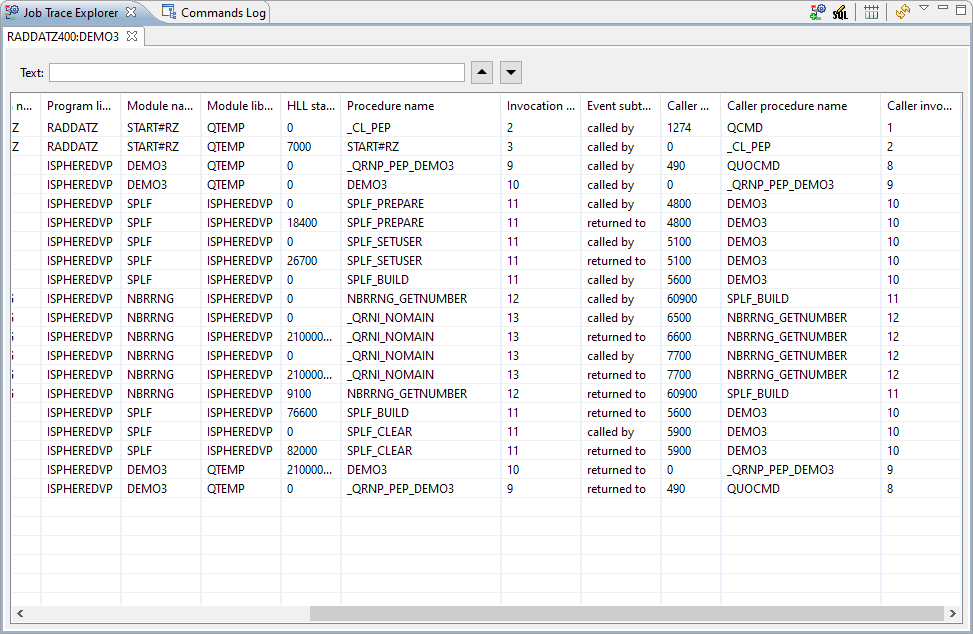 Job Trace Explorer Commands Log SQL
RADDATZ400:DEMO3
Text:
n... Program li... Module na... Module lib... HLL sta... Procedure name Invocation ... Event subt... Caller ... Caller procedure name Caller invo...
Z RADDATZ START#RZ QTEMP 0 _CL_PEP 2 called by 1274 QCMD 1
Z RADDATZ START#RZ QTEMP 7000 START#RZ 3 called by 0 _CL_PEP 2
ISPHEREDVP DEMO3 QTEMP 0 _QRNP_PEP_DEMO3 9 called by 490 QUOCMD 8
ISPHEREDVP DEMO3 QTEMP 0 DEMO3 10 called by 0 _QRNP_PEP_DEMO3 9
ISPHEREDVP SPLF ISPHEREDVP 0 SPLF_PREPARE 11 called by 4800 DEMO3 10
ISPHEREDVP SPLF ISPHEREDVP 18400 SPLF_PREPARE 11 returned to 4800 DEMO3 10
ISPHEREDVP SPLF ISPHEREDVP 0 SPLF_SETUSER 11 called by 5100 DEMO3 10
ISPHEREDVP SPLF ISPHEREDVP 26700 SPLF_SETUSER 11 returned to 5100 DEMO3 10
ISPHEREDVP SPLF ISPHEREDVP 0 SPLF_BUILD 11 called by 5600 DEMO3 10
ISPHEREDVP NBRRNG ISPHEREDVP 0 NBRRNG_GETNUMBER 12 called by 60900 SPLF_BUILD 11
ISPHEREDVP NBRRNG ISPHEREDVP 0 _QRNI_NOMAIN 13 called by 6500 NBRRNG_GETNUMBER 12
ISPHEREDVP NBRRNG ISPHEREDVP 210000... _QRNI_NOMAIN 13 returned to 6600 NBRRNG_GETNUMBER 12
ISPHEREDVP NBRRNG ISPHEREDVP 0 _QRNI_NOMAIN 13 called by 7700 NBRRNG_GETNUMBER 12
ISPHEREDVP NBRRNG ISPHEREDVP 210000... _QRNI_NOMAIN 13 returned to 7700 NBRRNG_GETNUMBER 12
ISPHEREDVP NBRRNG ISPHEREDVP 9100 NBRRNG_GETNUMBER 12 returned to 60900 SPLF_BUILD 11
ISPHEREDVP SPLF ISPHEREDVP 76600 SPLF_BUILD 11 returned to 5600 DEMO3 10
ISPHEREDVP SPLF ISPHEREDVP 0 SPLF_CLEAR 11 called by 5900 DEMO3 10
ISPHEREDVP SPLF ISPHEREDVP 82000 SPLF_CLEAR 11 returned to 5900 DEMO3 10
ISPHEREDVP DEMO3 QTEMP 210000... DEMO3 10 returned to 0 _QRNP_PEP_DEMO3 9
ISPHEREDVP DEMO3 QTEMP 0 _QRNP_PEP_DEMO3 9 returned to 490 QUOCMD 8